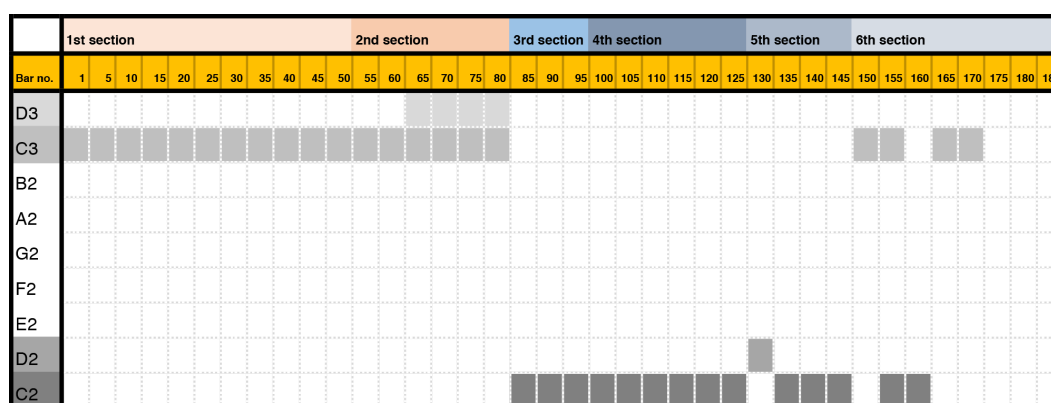 1st section 2nd section 3rd section 4th section 5th section 6th section
Bar no. 1 5 10 15 20 25 30 35 40 45 50 55 60 65 70 75 80 85 90 95 100 105 110 115 120 125 130 135 140 145 150 155 160 165 170 175 180
D3
C3
B2
A2
G2
F2
E2
D2
C2